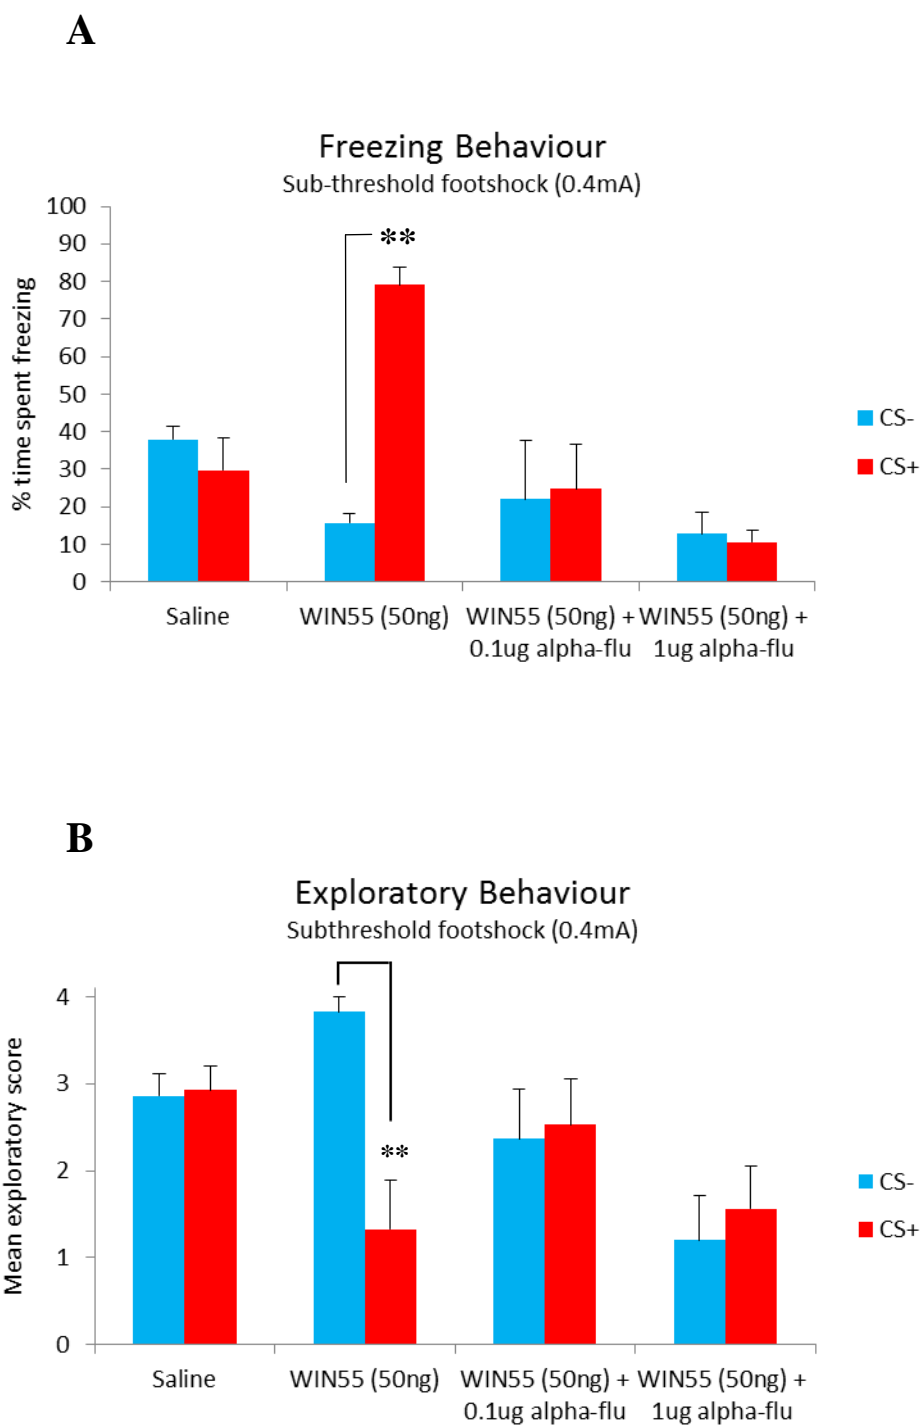 A
Freezing Behaviour
Sub-threshold footshock (0.4mA)
% time spent freezing
100
90
80
70
60
50
40
30
20
10
0
**
CS-
CS+
Saline
WIN55 (50ng)
WIN55 (50ng) +
0.1ug alpha-flu
WIN55 (50ng) +
1ug alpha-flu
B
Exploratory Behaviour
Subthreshold footshock (0.4mA)
Mean exploratory score
4
3
2
1
0
**
CS-
CS+
Saline
WIN55 (50ng)
WIN55 (50ng) +
0.1ug alpha-flu
WIN55 (50ng) +
1ug alpha-flu